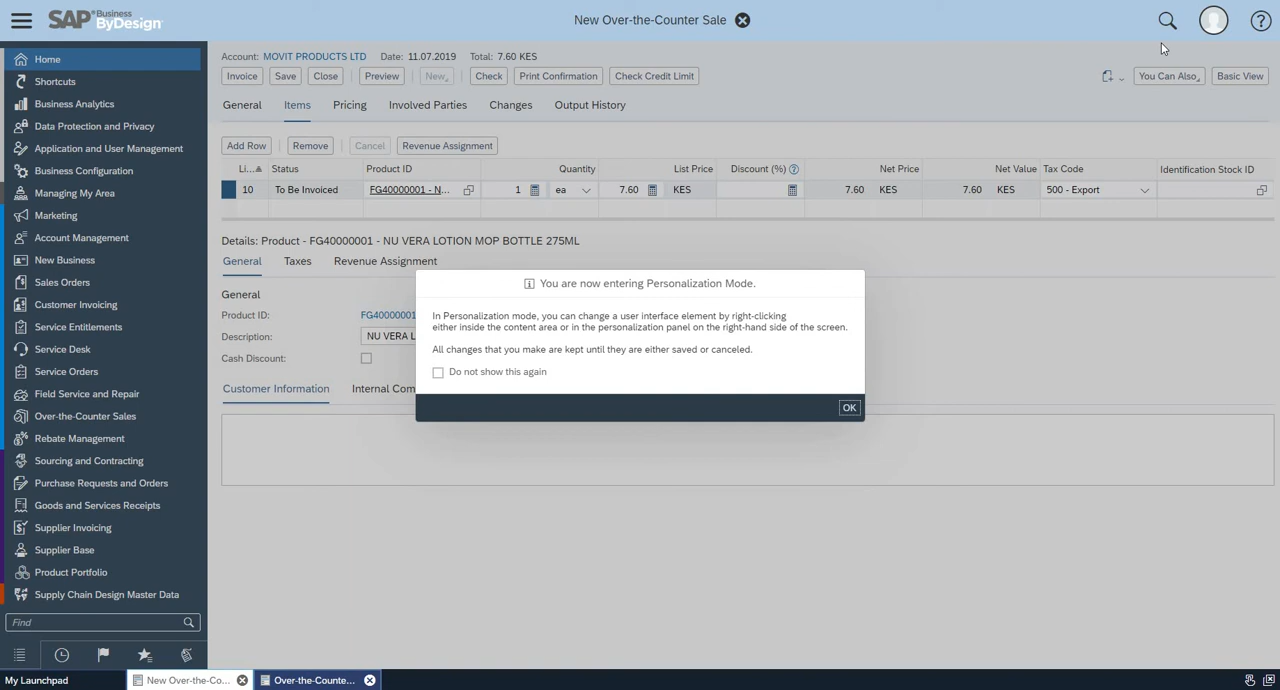 SAP Business ByDesign
New Over-the-Counter Sale
Home
Shortcuts
Business Analytics
Data Protection and Privacy
Application and User Management
Business Configuration
Managing My Area
Marketing
Account Management
New Business
Sales Orders
Customer Invoicing
Service Entitlements
Service Desk
Service Orders
Field Service and Repair
Over-the-Counter Sales
Rebate Management
Sourcing and Contracting
Purchase Requests and Orders
Goods and Services Receipts
Supplier Invoicing
Supplier Base
Product Portfolio
Supply Chain Design Master Data
Find
Account: MOVIT PRODUCTS LTD Date: 11.07.2019 Total: 7.60 KES
Invoice Save Close Preview New Check Print Confirmation Check Credit Limit You Can Also Basic View
General Items Pricing Involved Parties Changes Output History
Add Row Remove Cancel Revenue Assignment
Li... Status Product ID Quantity List Price Discount (%) Net Price Net Value Tax Code Identification Stock ID
10 To Be Invoiced FG40000001 - N... 1 ea 7.60 KES 7.60 KES 7.60 KES 500 - Export
Details: Product - FG40000001 - NU VERA LOTION MOP BOTTLE 275ML
General Taxes Revenue Assignment
General
Product ID: FG40000001
Description: NU VERA L
Cash Discount:
Customer Information Internal Com
You are now entering Personalization Mode.
In Personalization mode, you can change a user interface element by right-clicking
either inside the content area or in the personalization panel on the right-hand side of the screen.
All changes that you make are kept until they are either saved or canceled.
Do not show this again
OK
My Launchpad New Over-the-Co... Over-the-Counte...